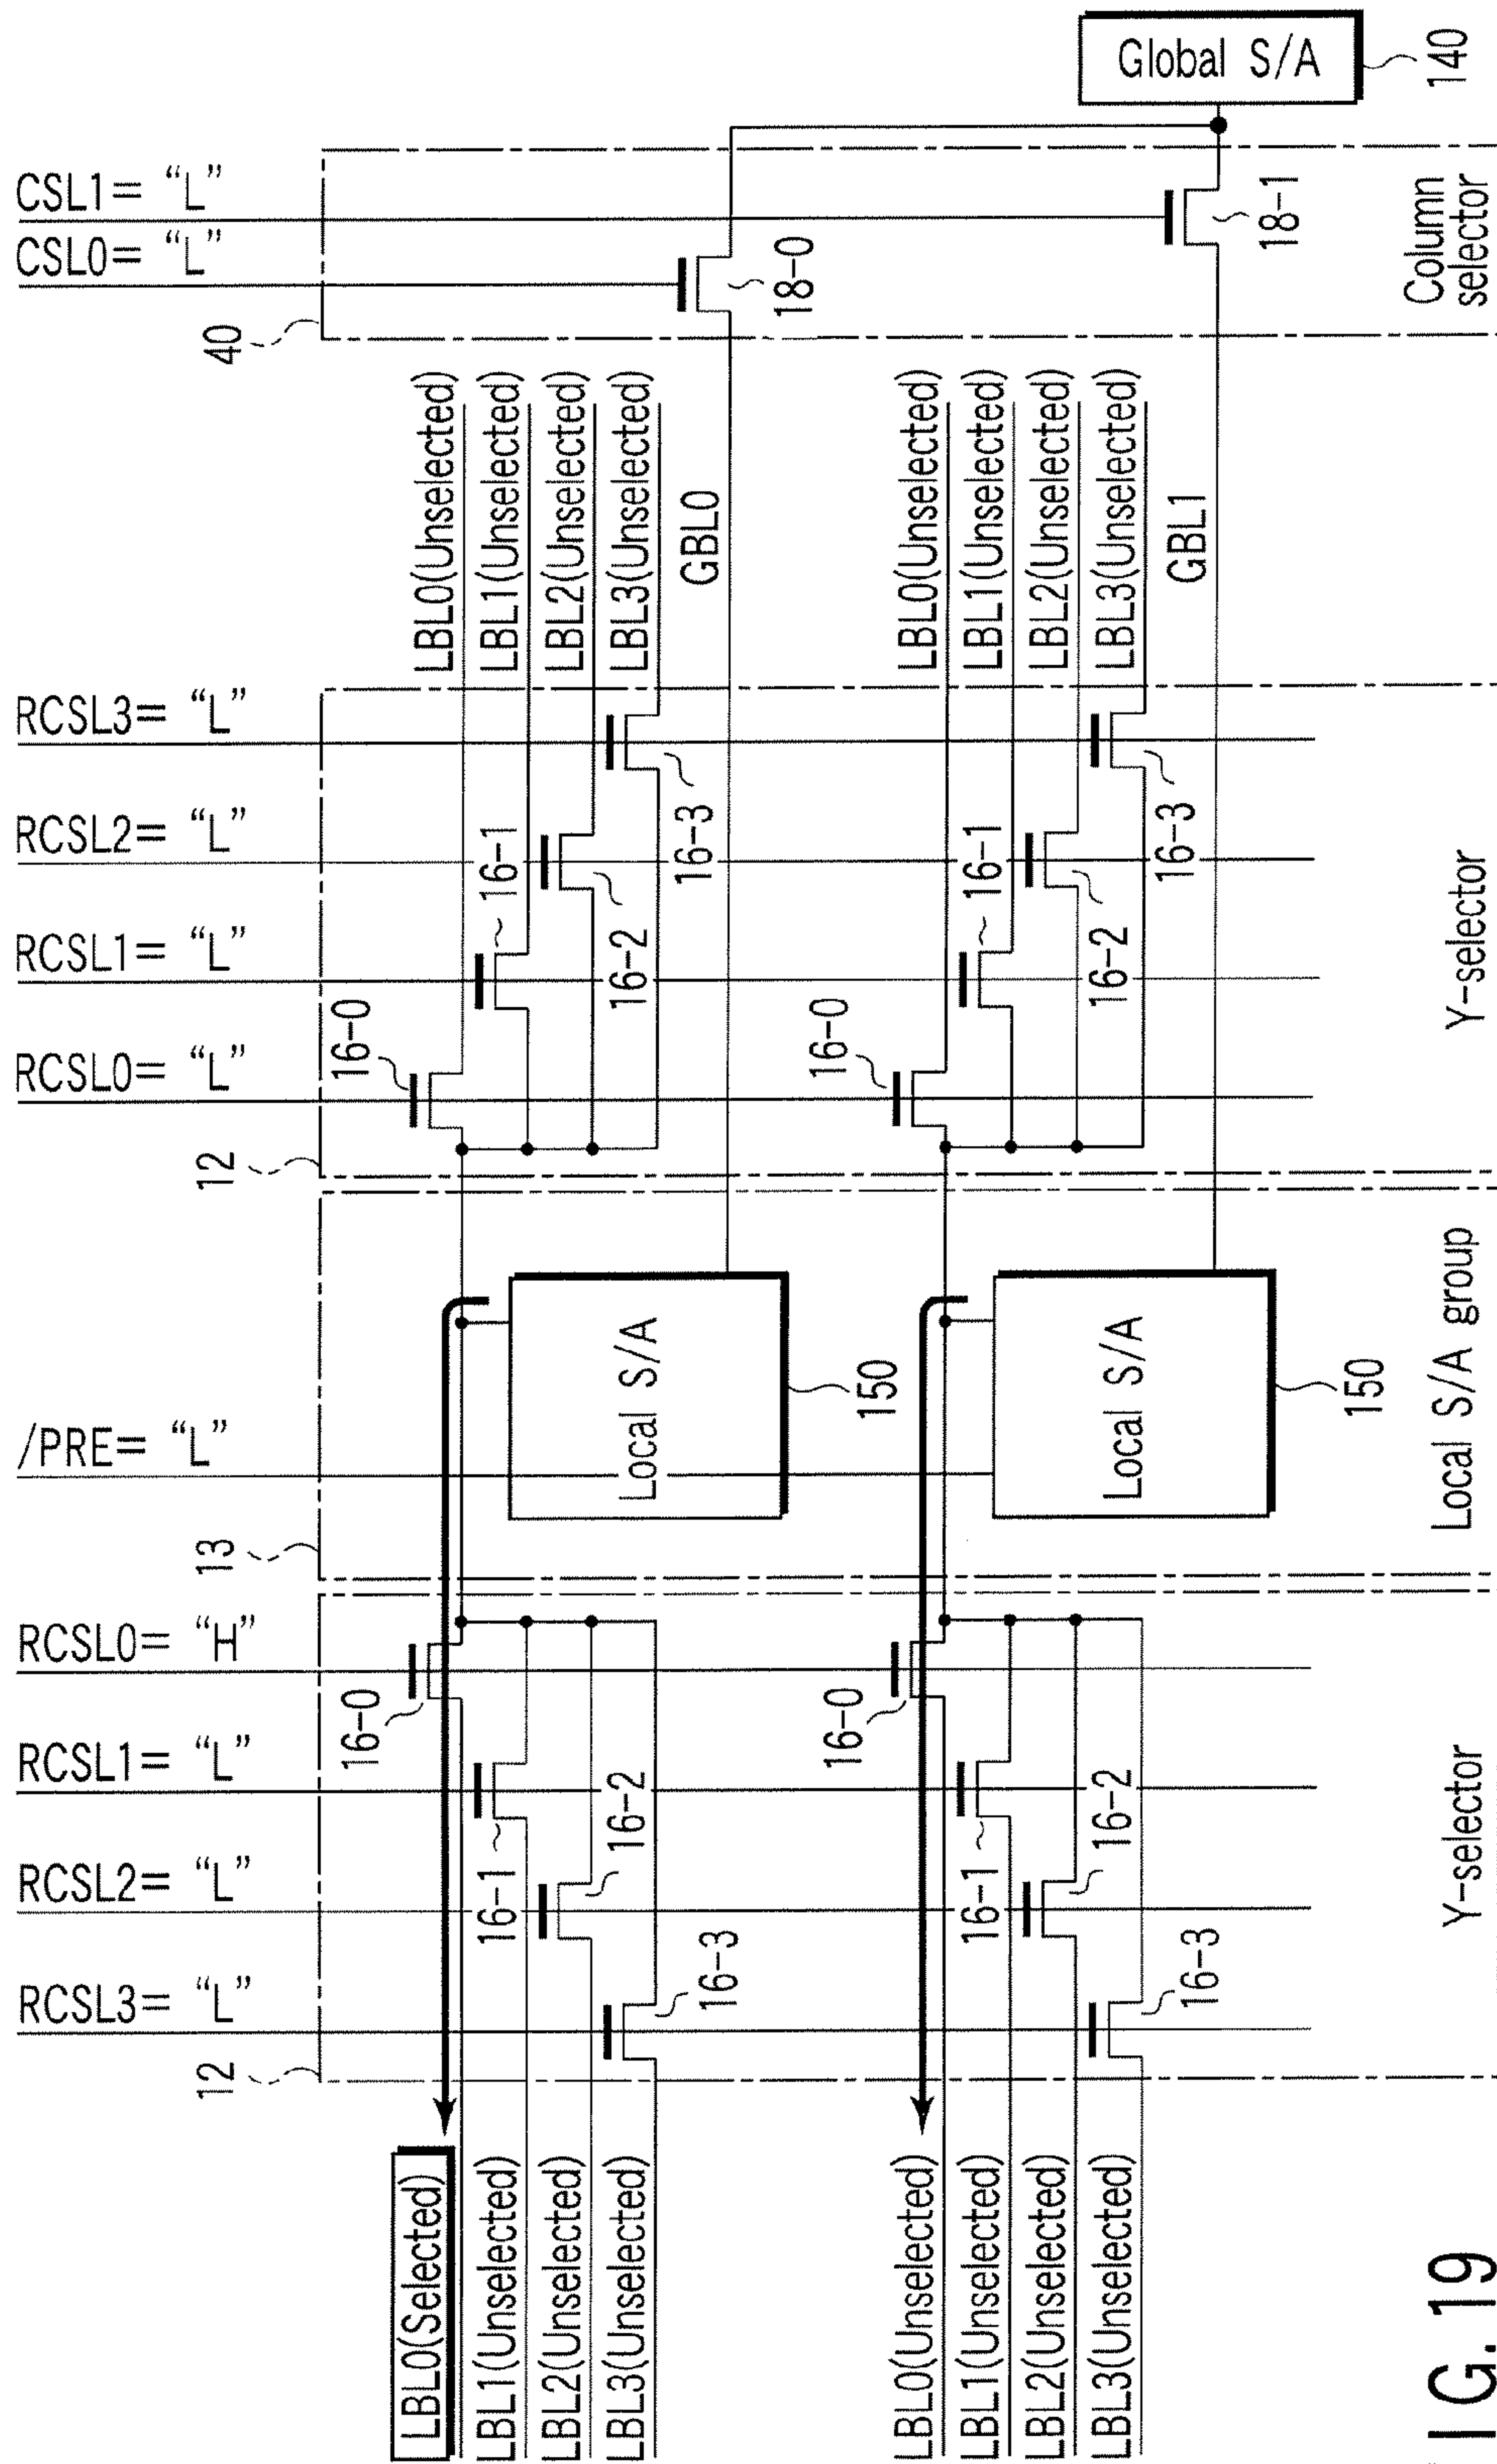 LBL0(Selected)
LBL1(Unselected)
LBL2(Unselected)
LBL3(Unselected)
LBL0(Unselected)
LBL1(Unselected)
LBL2(Unselected)
LBL3(Unselected)
12
RCSL3= “L”
RCSL2= “L”
RCSL1= “L”
RCSL0= “H”
16-0
16-1
16-2
16-3
16-0
16-1
16-2
16-3
Y-selector
13
/PRE= “L”
Local S/A
150
Local S/A
150
Local S/A group
12
RCSL0= “L”
RCSL1= “L”
RCSL2= “L”
RCSL3= “L”
16-0
16-1
16-2
16-3
16-0
16-1
16-2
16-3
Y-selector
LBL0(Unselected)
LBL1(Unselected)
LBL2(Unselected)
LBL3(Unselected)
GBL0
LBL0(Unselected)
LBL1(Unselected)
LBL2(Unselected)
LBL3(Unselected)
GBL1
40
CSL0= “L”
CSL1= “L”
18-0
18-1
Column
selector
Global S/A
140
I G. 19